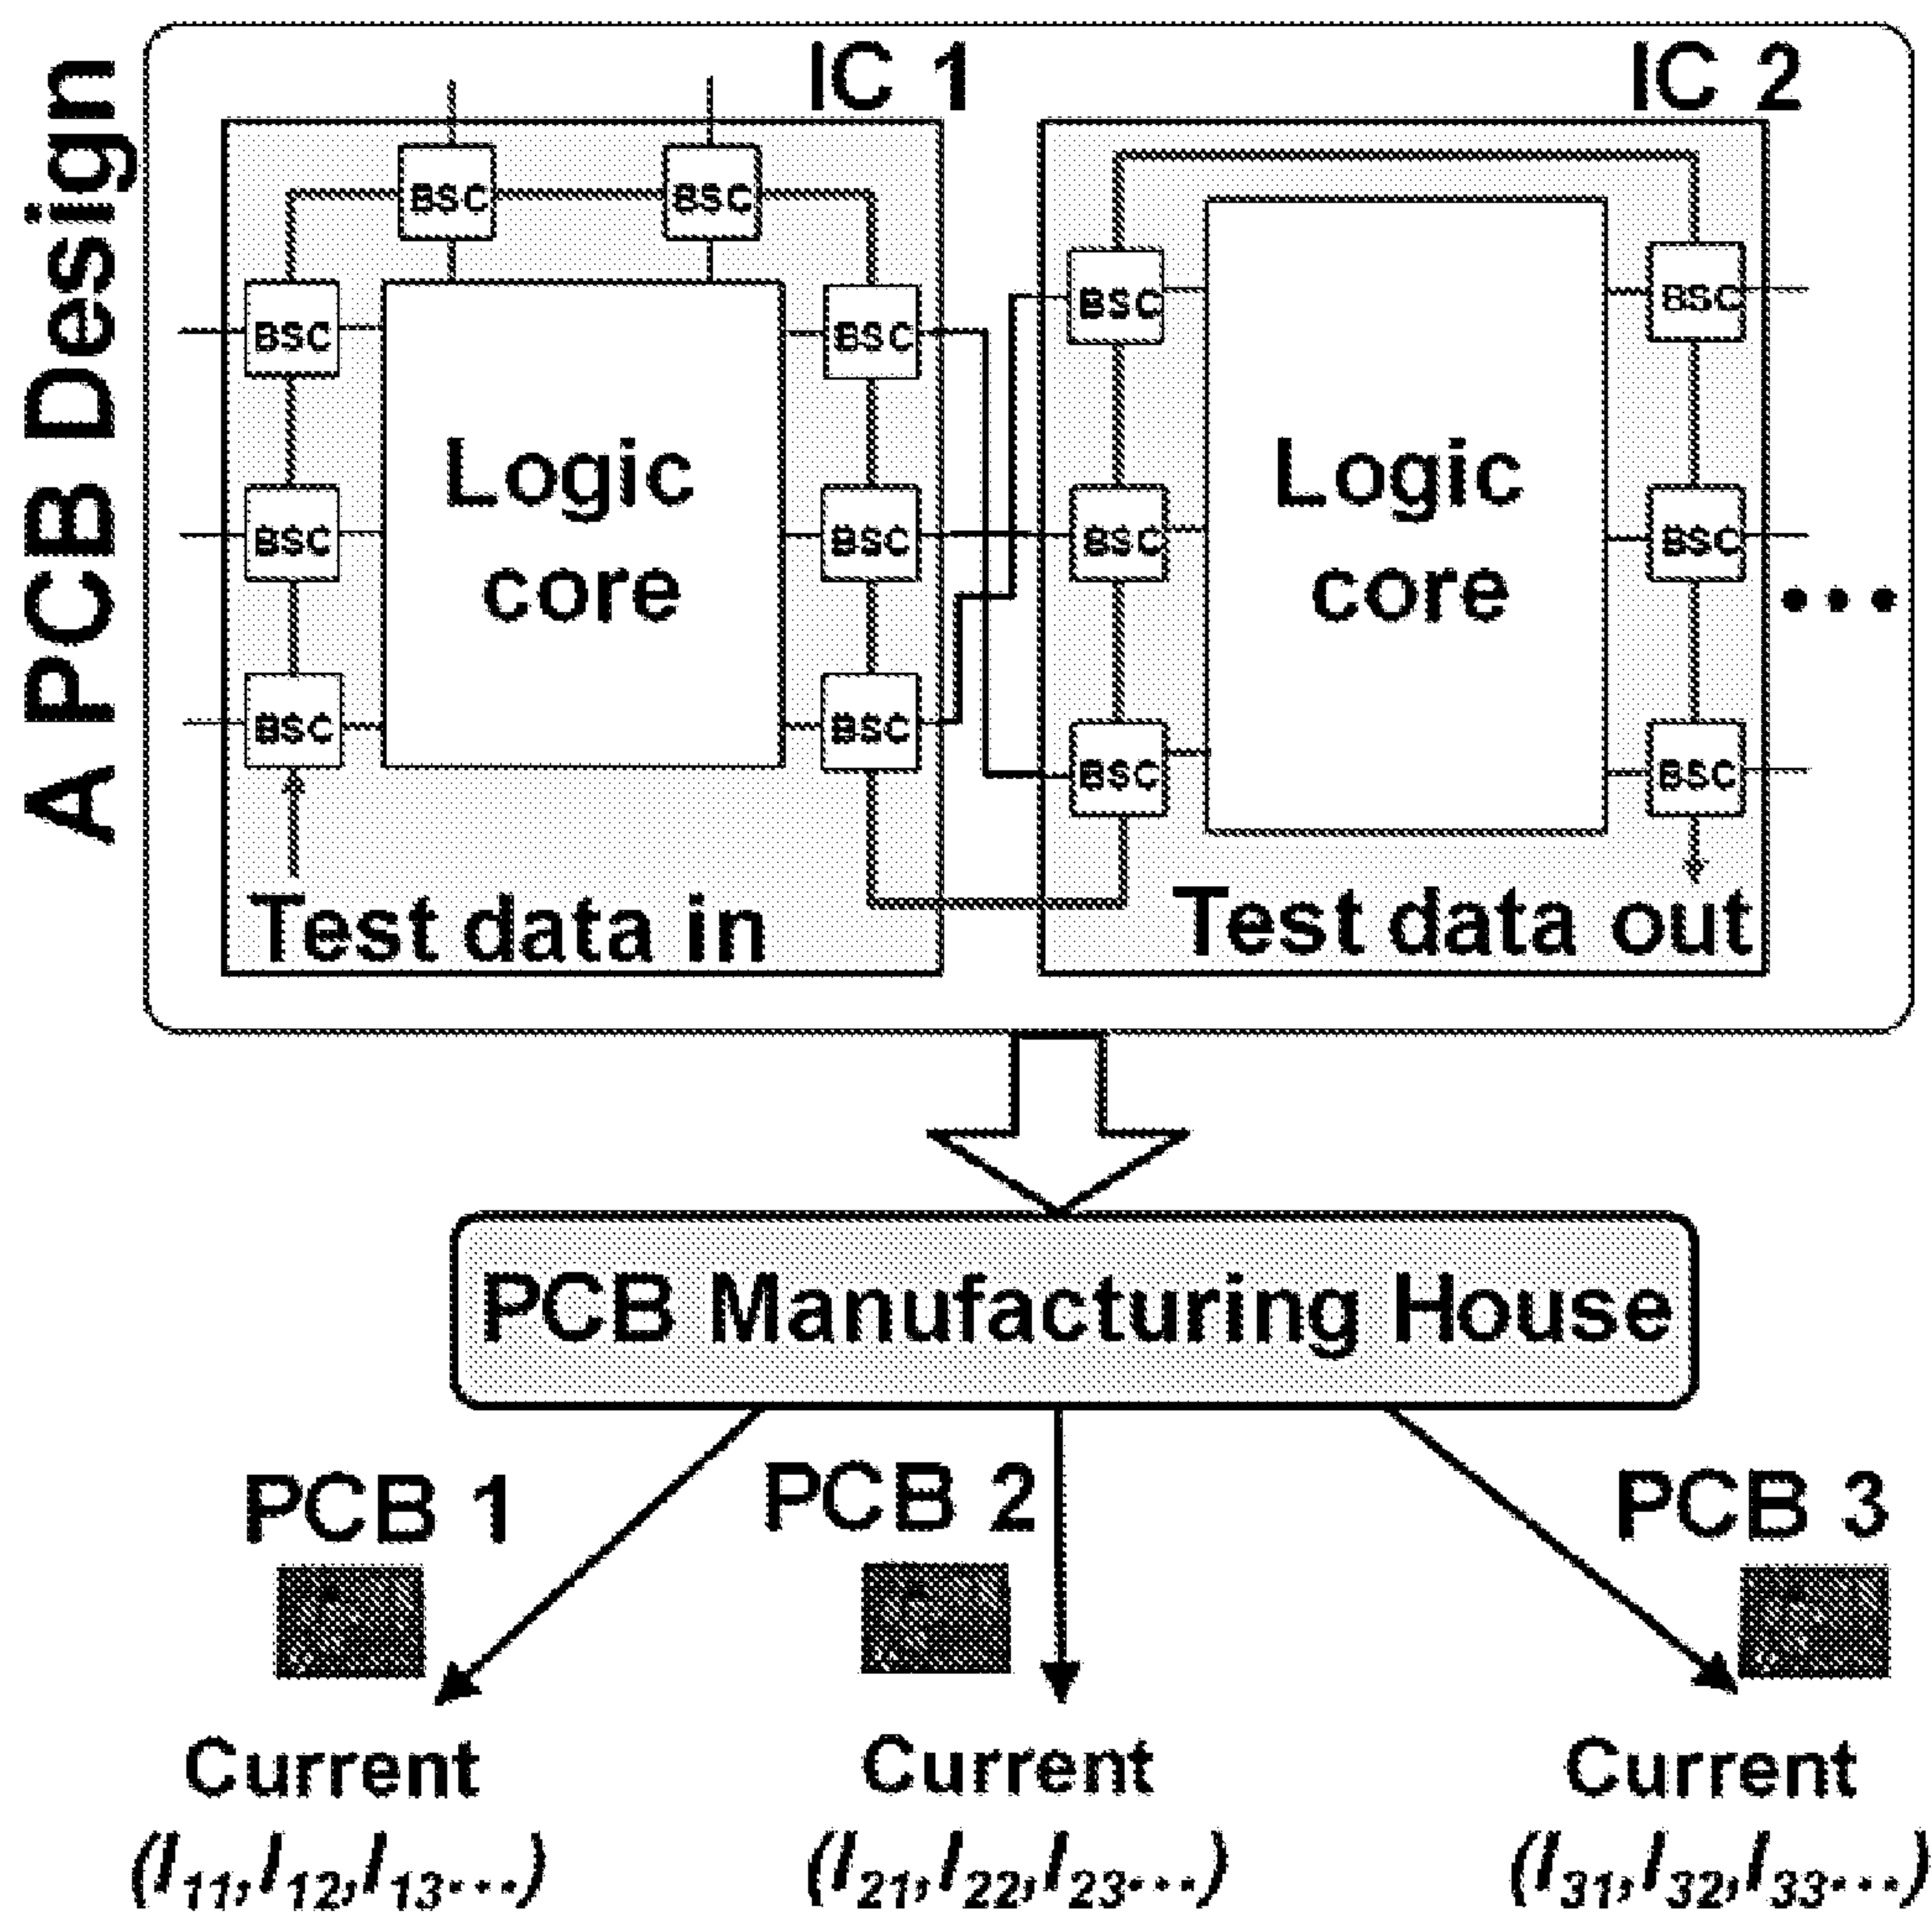 A PCB Design
IC 1
IC 2
BSC
BSC
BSC
BSC
BSC
BSC
BSC
BSC
Logic
core
BSC
BSC
BSC
BSC
BSC
BSC
Logic
core
...
Test data in
Test data out
PCB Manufacturing House
PCB 1
PCB 2
PCB 3
Current
(I11,I12,I13...)
Current
(I21,I22,I23...)
Current
(I31,I32,I33...)